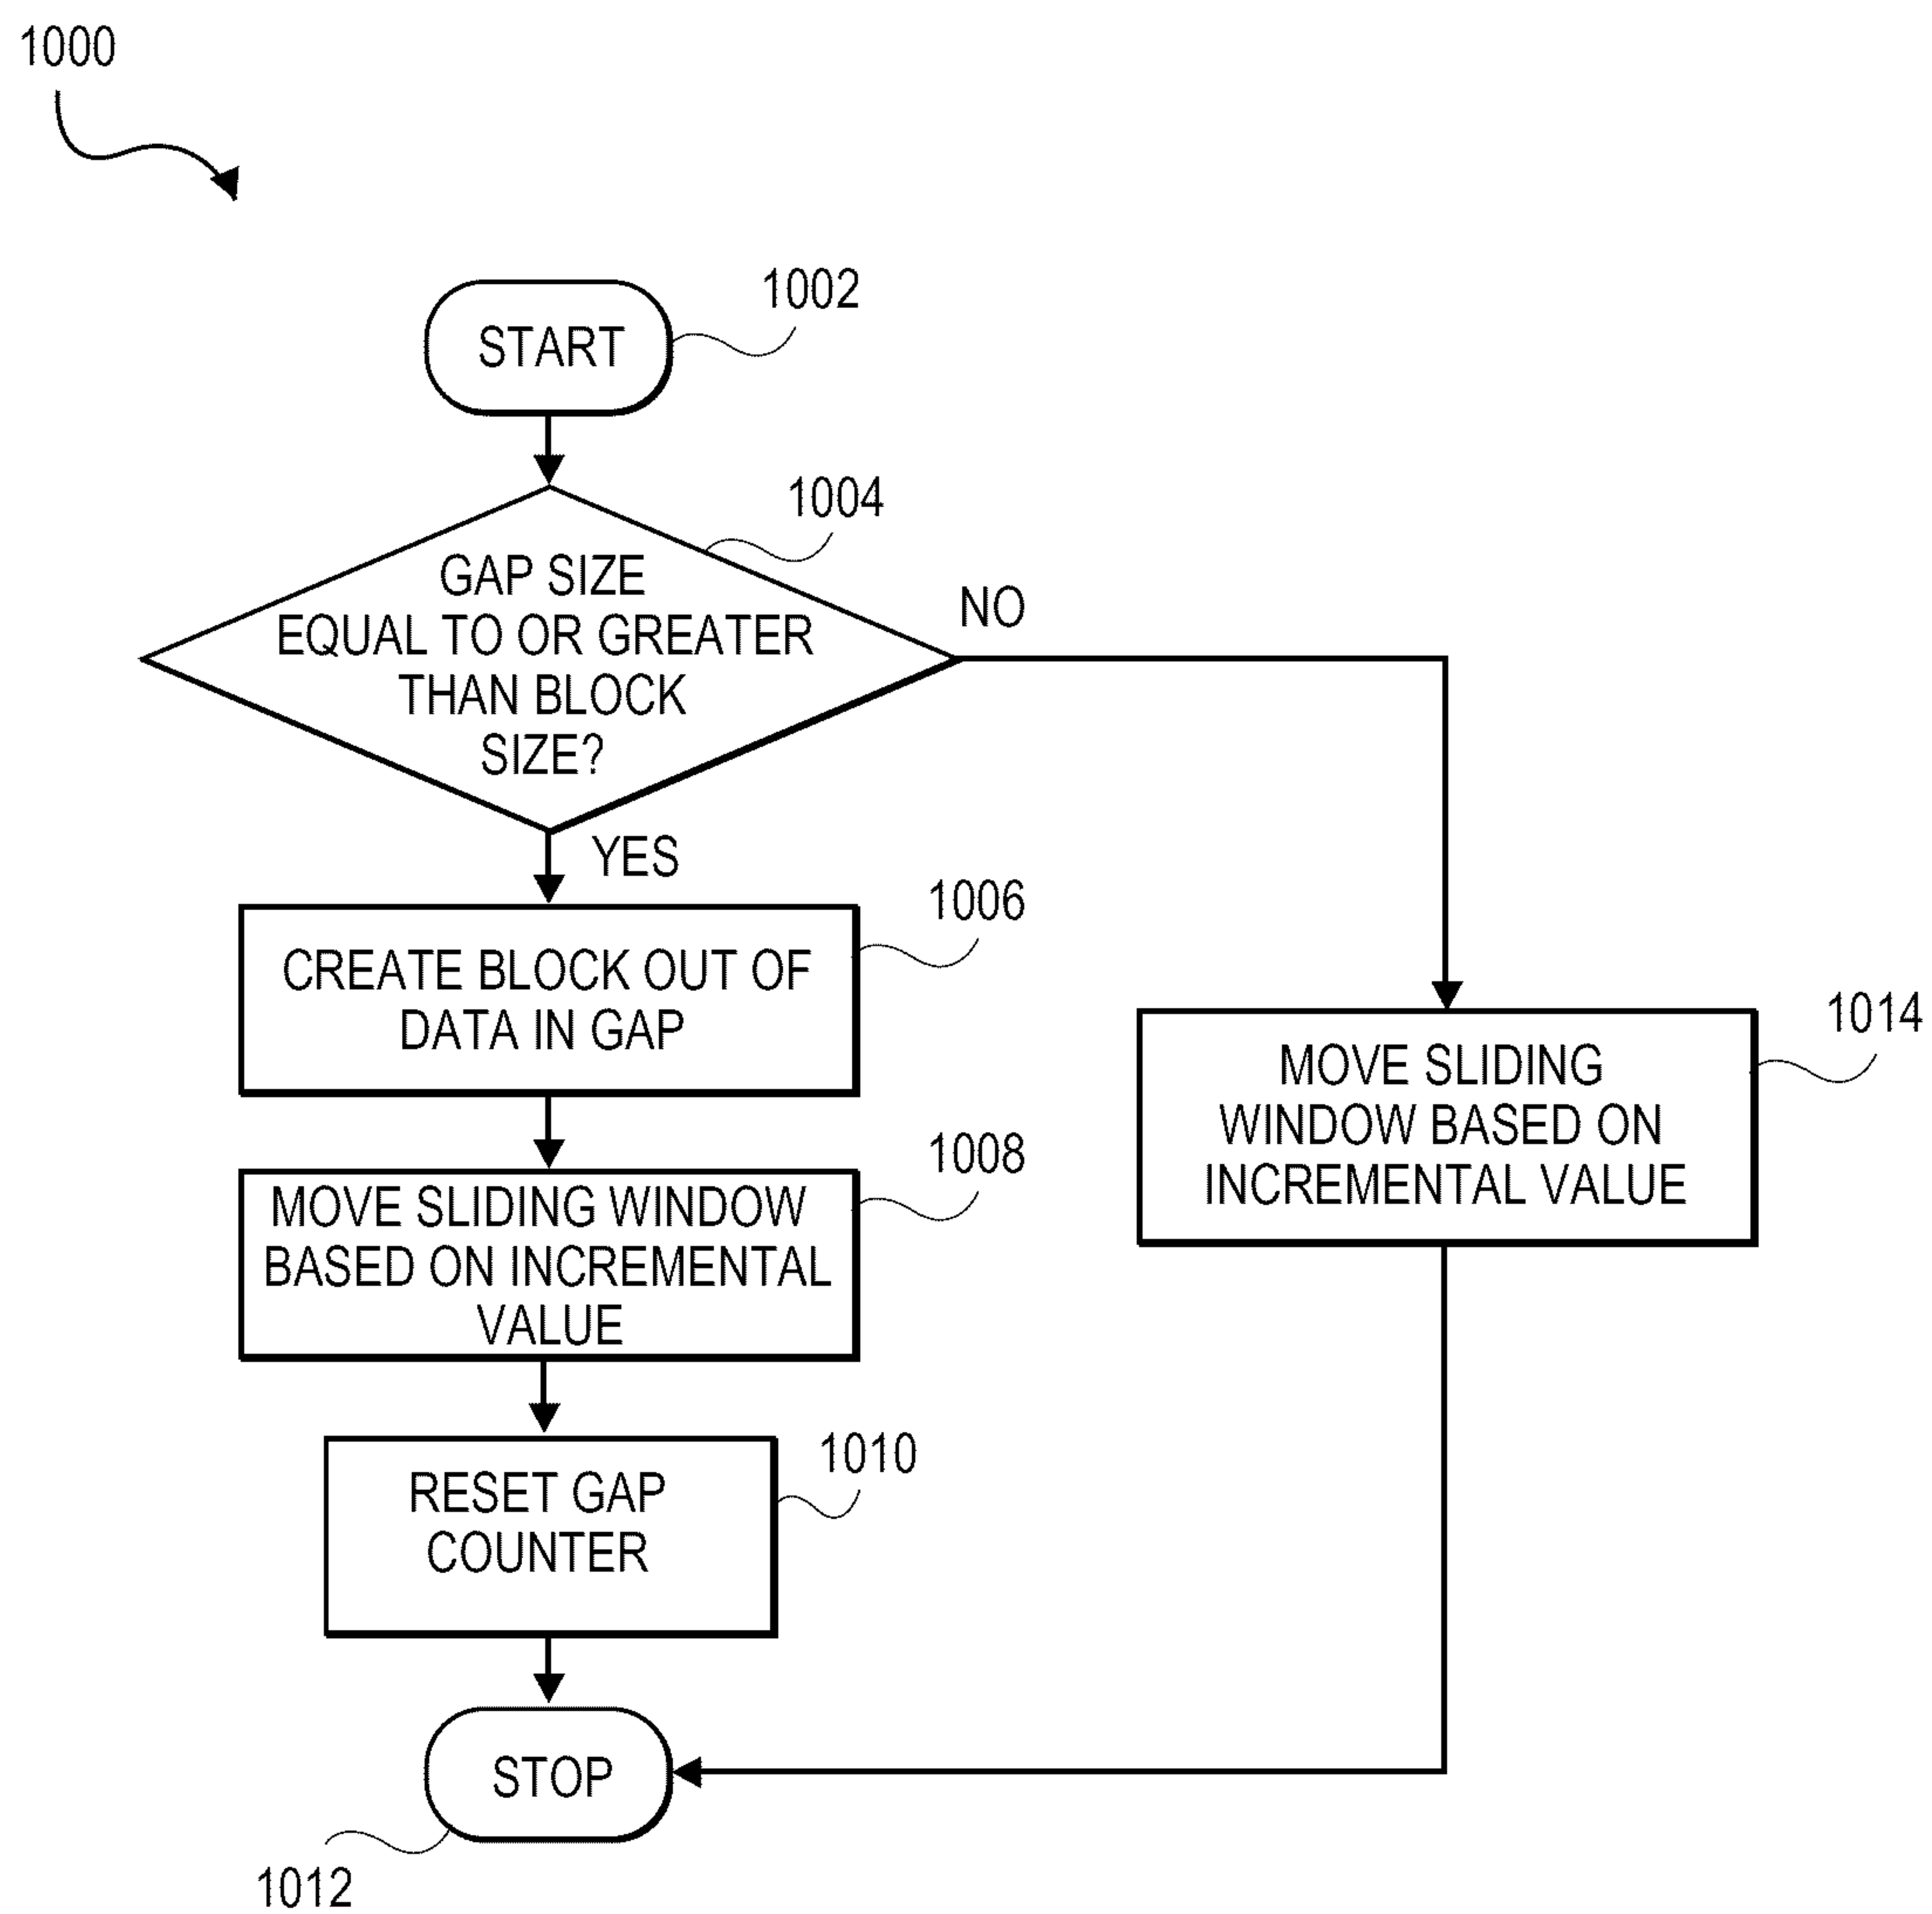 1000
1002
START
1004
GAP SIZE
EQUAL TO OR GREATER
THAN BLOCK
SIZE?
NO
YES
1006
CREATE BLOCK OUT OF
DATA IN GAP
1008
MOVE SLIDING WINDOW
BASED ON INCREMENTAL
VALUE
1014
MOVE SLIDING
WINDOW BASED ON
INCREMENTAL VALUE
1010
RESET GAP
COUNTER
STOP
1012